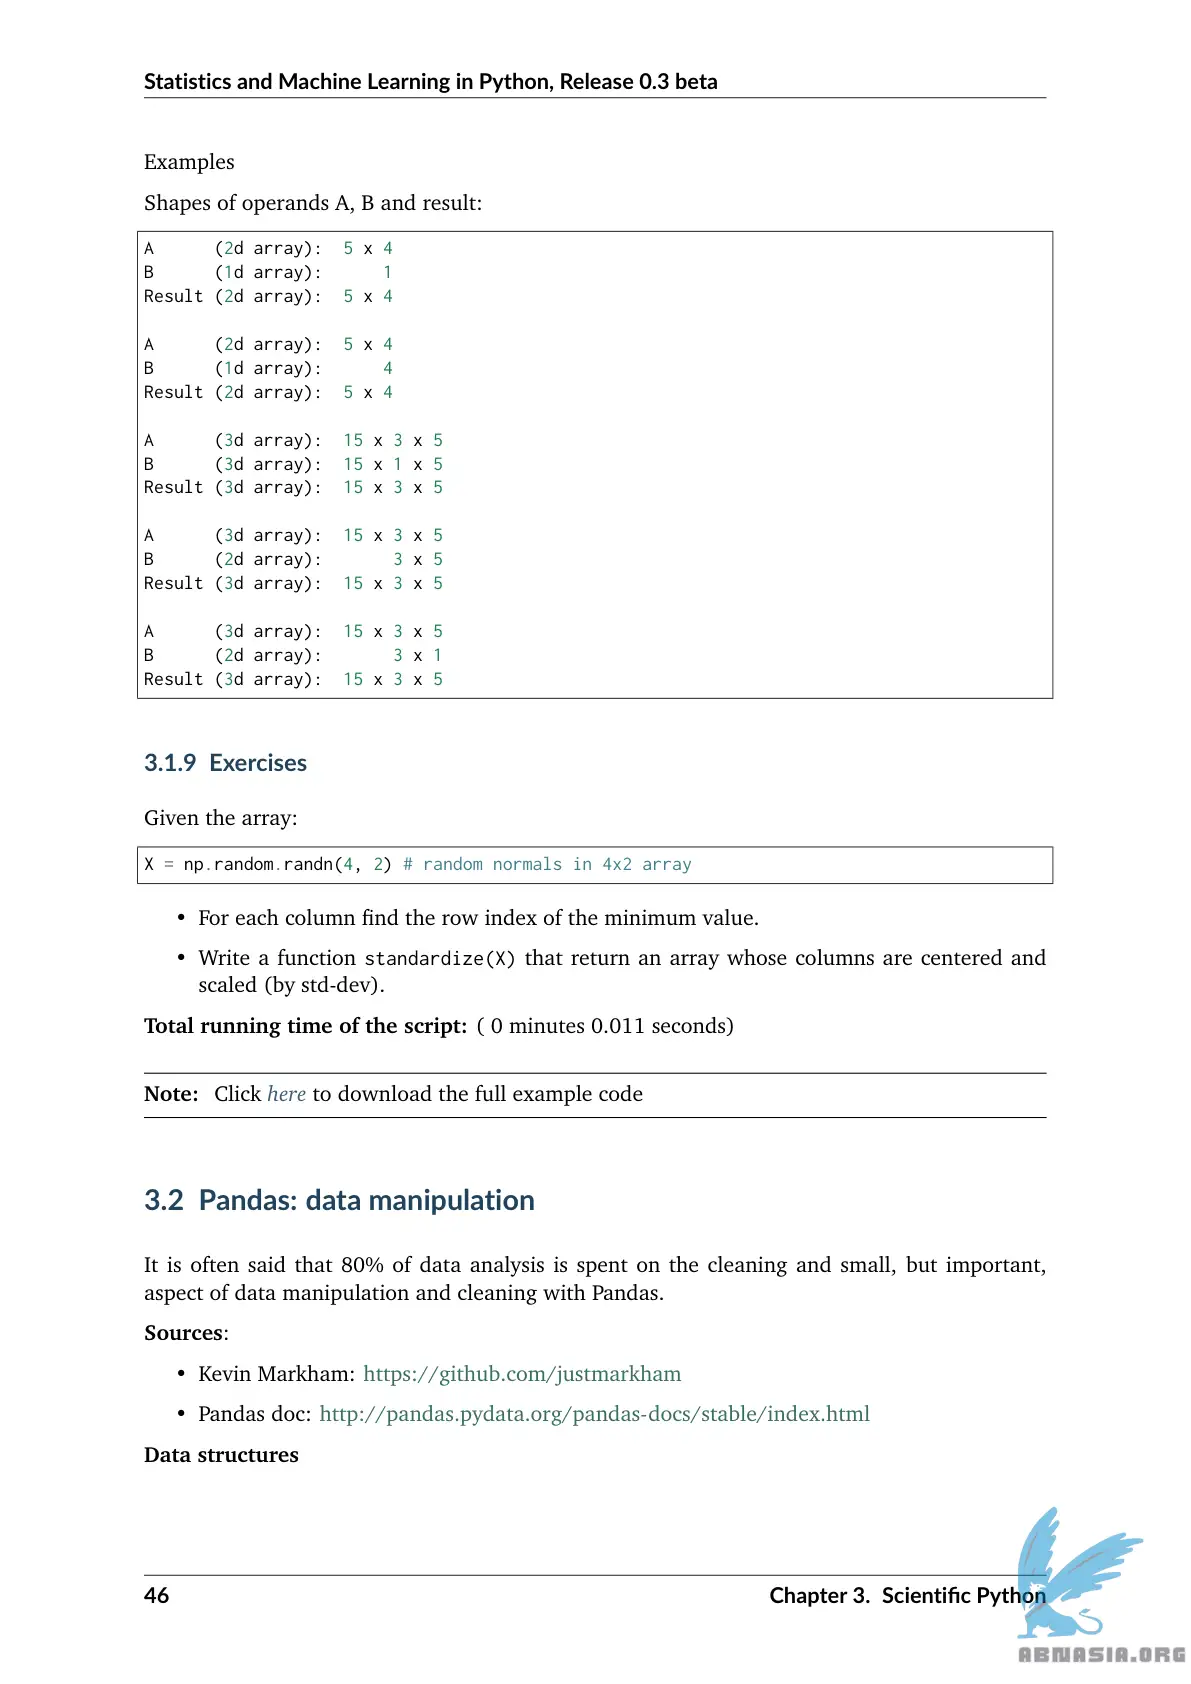 Statistics and Machine Learning in Python, Release 0.3 beta
Examples
Shapes of operands A, B and result:
A      (2d array):  5 x 4
B      (1d array):      1
Result (2d array):  5 x 4
A      (2d array):  5 x 4
B      (1d array):      4
Result (2d array):  5 x 4
A      (3d array):  15 x 3 x 5
B      (3d array):  15 x 1 x 5
Result (3d array):  15 x 3 x 5
A      (3d array):  15 x 3 x 5
B      (2d array):       3 x 5
Result (3d array):  15 x 3 x 5
A      (3d array):  15 x 3 x 5
B      (2d array):       3 x 1
Result (3d array):  15 x 3 x 5
3.1.9 Exercises
Given the array:
X = np.random.randn(4, 2) # random normals in 4x2 array
• For each column find the row index of the minimum value.
• Write a function standardize(X) that return an array whose columns are centered and
scaled (by std-dev).
Total running time of the script: ( 0 minutes 0.011 seconds)
Note: Click here to download the full example code
3.2 Pandas: data manipulation
It is often said that 80% of data analysis is spent on the cleaning and small, but important,
aspect of data manipulation and cleaning with Pandas.
Sources:
• Kevin Markham: https://github.com/justmarkham
• Pandas doc: http://pandas.pydata.org/pandas-docs/stable/index.html
Data structures
46 Chapter 3. Scientific Python
ABNASIA.ORG